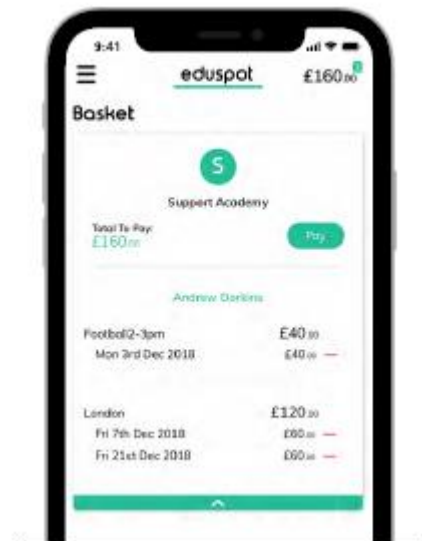 9:41
eduspot £160.00
Basket
S
Support Academy
Total To Pay:
£160.00
Pay
Andrew Dorkins
Football2-3pm £40.00
Mon 3rd Dec 2018 £40.00
London £120.00
Fri 7th Dec 2018 £60.00
Fri 21st Dec 2018 £60.00